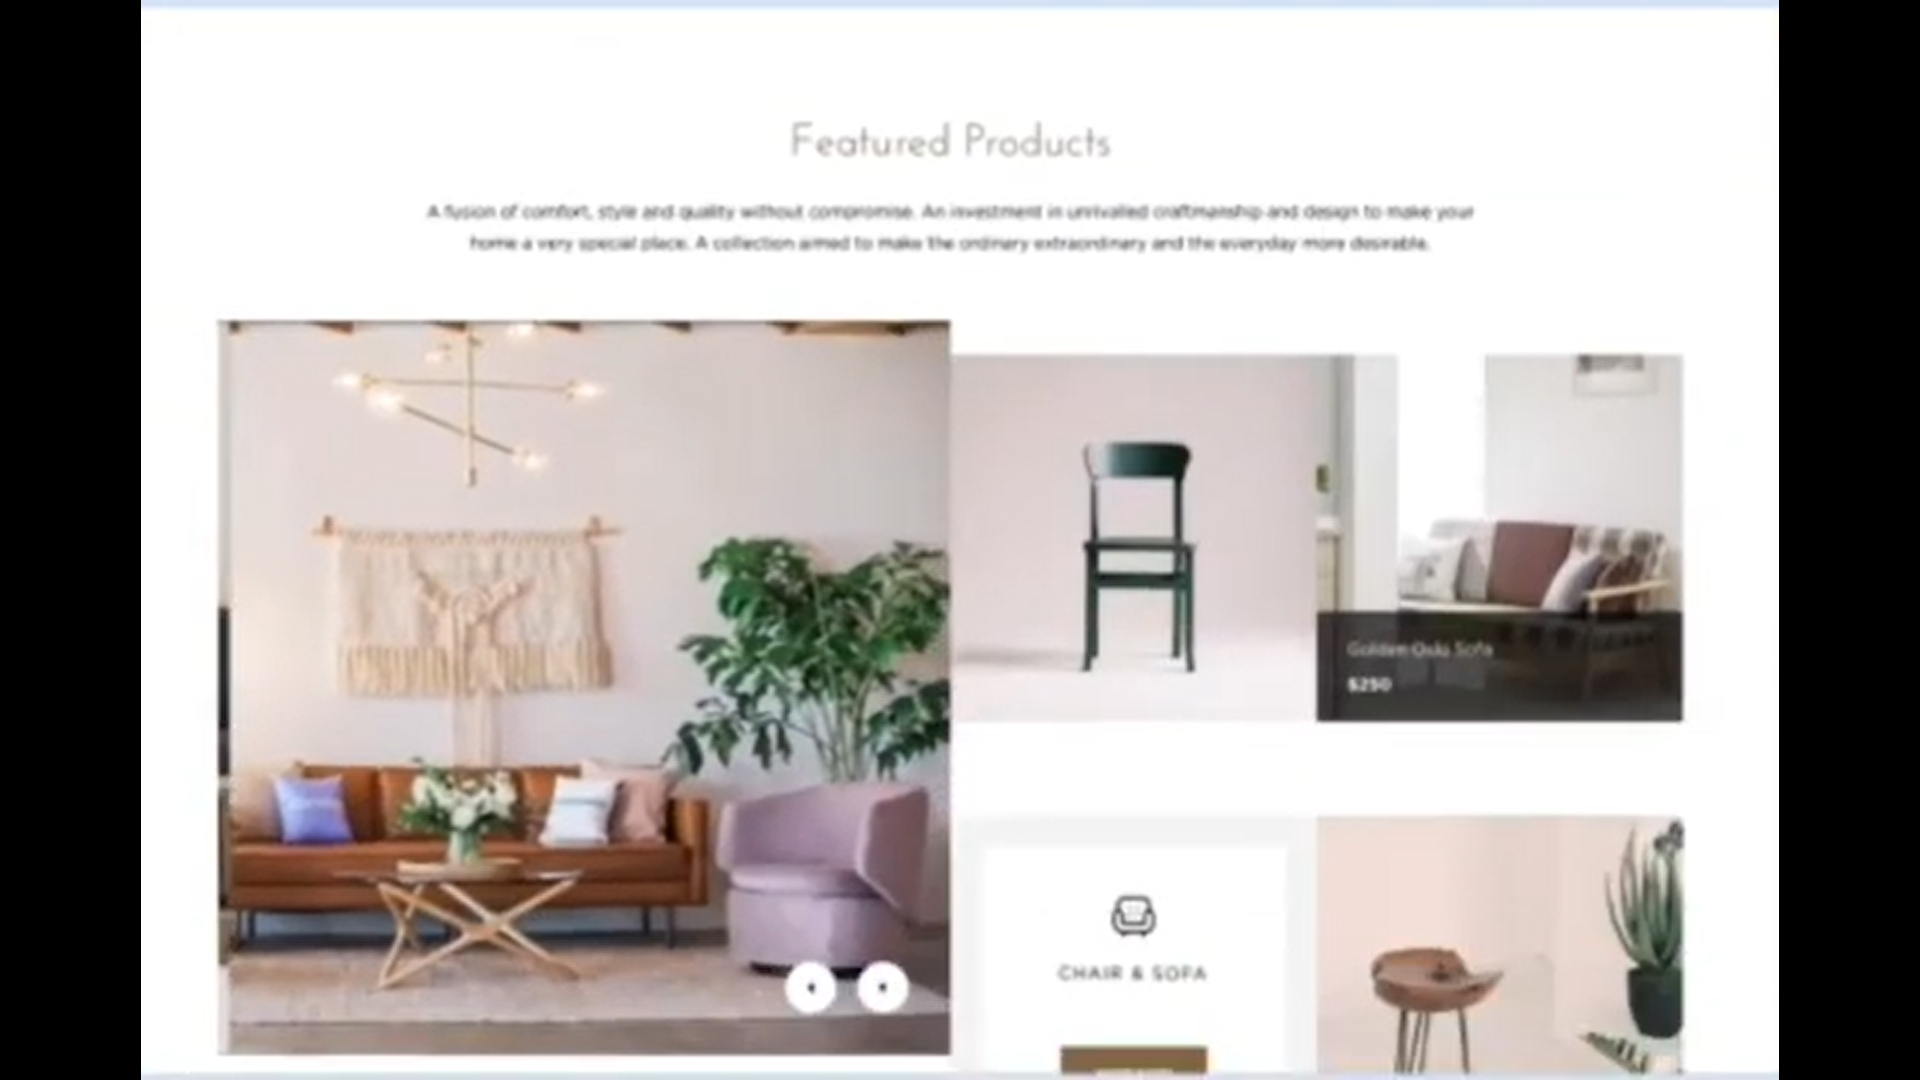 Featured Products
A fusion of comfort, style and quality without compromise. An investment in unrivalled craftmanship and design to make your
home a very special place. A collection aimed to make the ordinary extraordinary and the everyday more desirable.
Golden Sofa
$250
CHAIR & SOFA